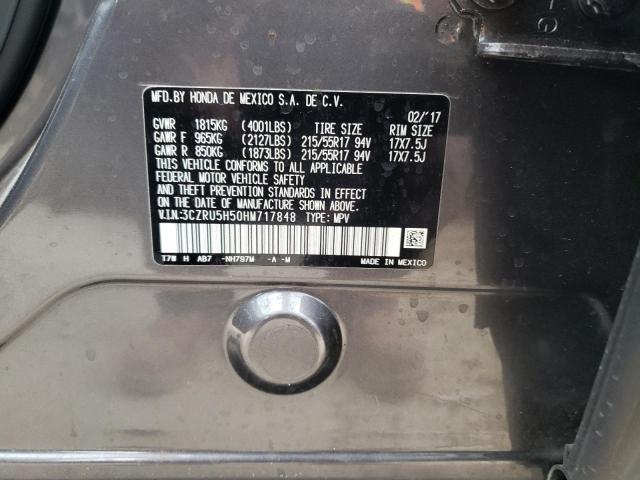 MFD.BY HONDA DE MEXICO S.A. DE C.V. 02/'17
GVWR 1815KG (4001LBS) TIRE SIZE RIM SIZE
GAWR F 965KG (2127LBS) 215/55R17 94V 17X7.5J
GAWR R 850KG (1873LBS) 215/55R17 94V 17X7.5J
THIS VEHICLE CONFORMS TO ALL APPLICABLE
FEDERAL MOTOR VEHICLE SAFETY
AND THEFT PREVENTION STANDARDS IN EFFECT
ON THE DATE OF MANUFACTURE SHOWN ABOVE.
V.I.N:3CZRU5H50HM717848 TYPE: MPV
T7W H AB7 -NH797M -A -M MADE IN MEXICO